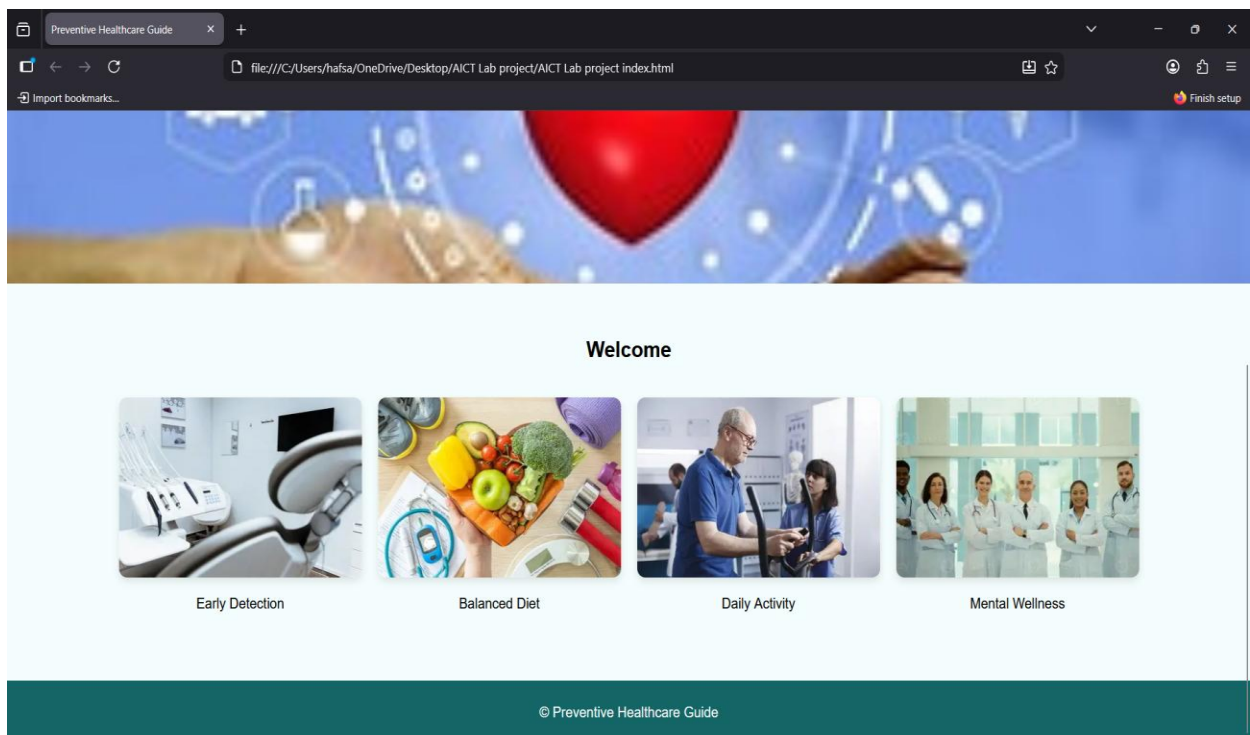 Preventive Healthcare Guide
file:///C:/Users/hafsa/OneDrive/Desktop/AICT Lab project/AICT Lab project index.html
Import bookmarks...
Finish setup
Welcome
Early Detection
Balanced Diet
Daily Activity
Mental Wellness
© Preventive Healthcare Guide